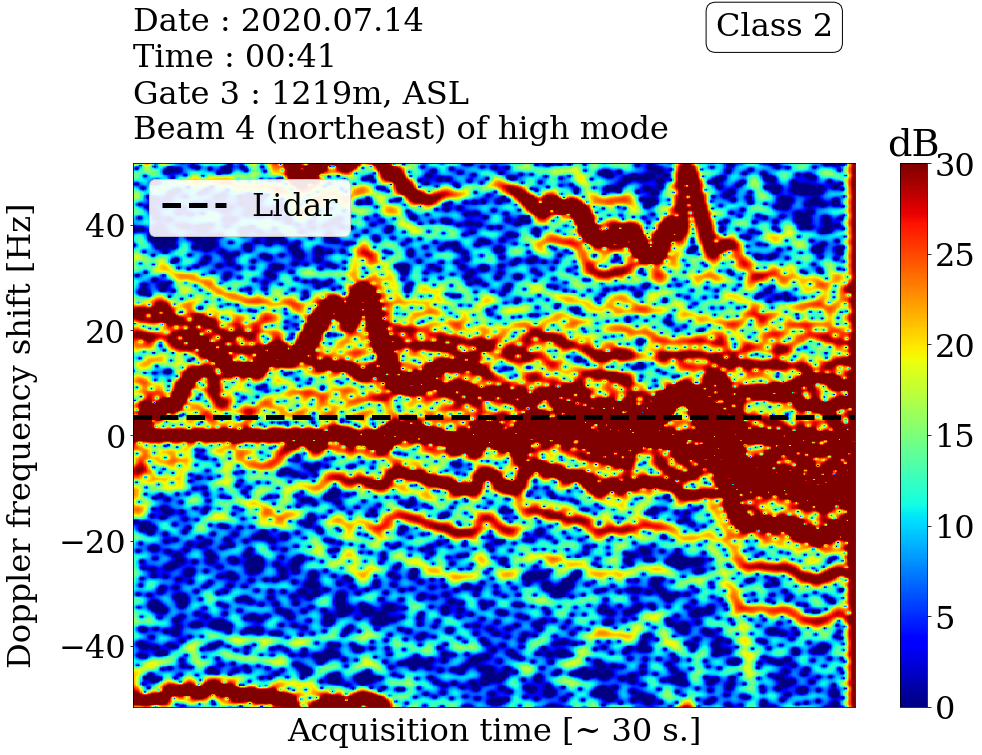 Date : 2020.07.14
Time : 00:41
Gate 3 : 1219m, ASL
Beam 4 (northeast) of high mode
Class 2
dB
Lidar
Doppler frequency shift [Hz]
40
20
0
−20
−40
30
25
20
15
10
5
0
Acquisition time [~ 30 s.]